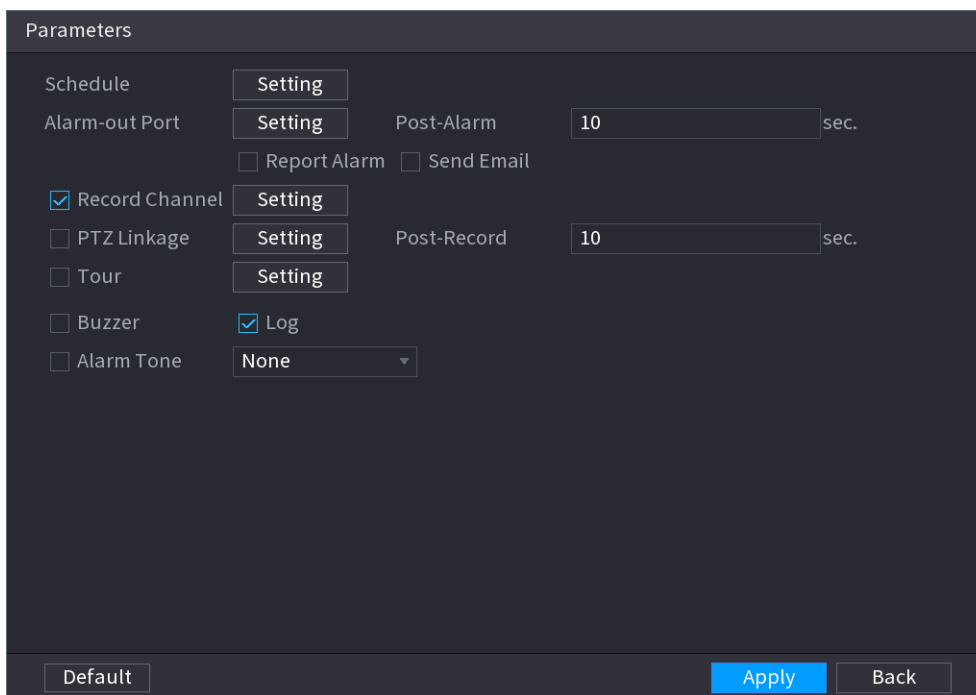 Parameters
Schedule Setting
Alarm-out Port Setting Post-Alarm 10 sec.
Report Alarm Send Email
Record Channel Setting
PTZ Linkage Setting Post-Record 10 sec.
Tour Setting
Buzzer Log
Alarm Tone None
Default Apply Back